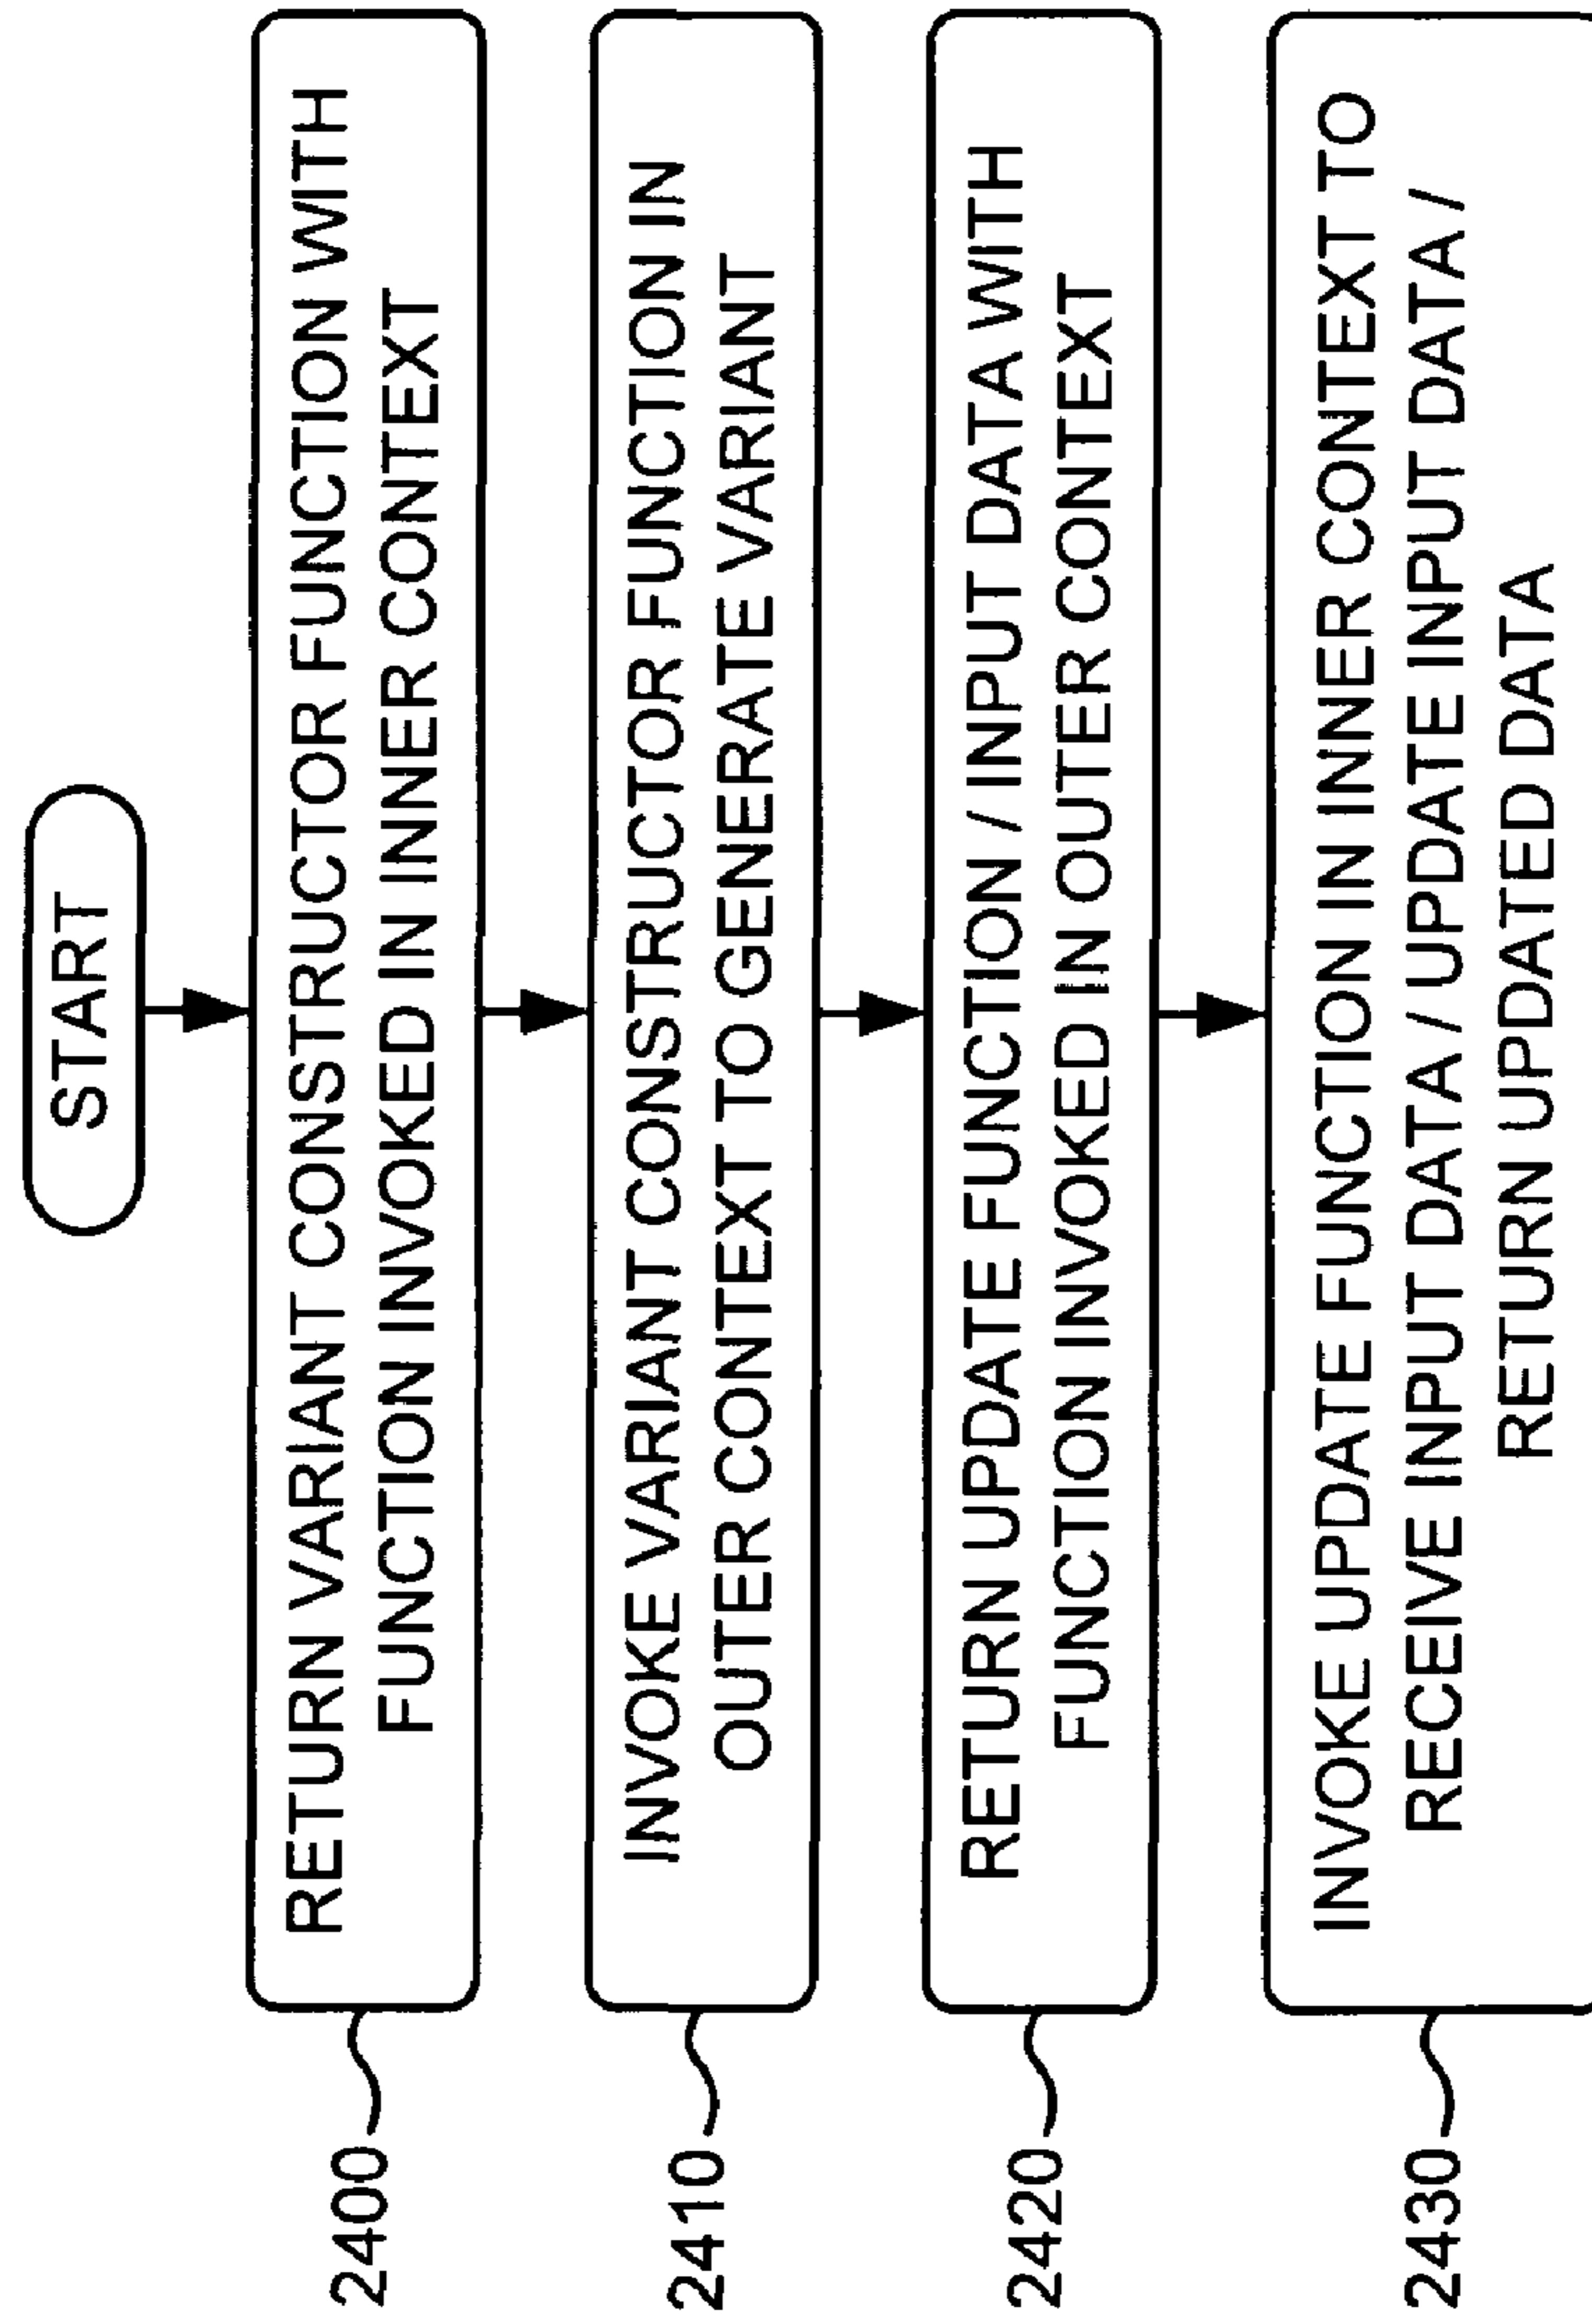 START
2400
RETURN VARIANT CONSTRUCTOR FUNCTION WITH
FUNCTION INVOKED IN INNER CONTEXT
2410
INVOKE VARIANT CONSTRUCTOR FUNCTION IN
OUTER CONTEXT TO GENERATE VARIANT
2420
RETURN UPDATE FUNCTION / INPUT DATA WITH
FUNCTION INVOKED IN OUTER CONTEXT
2430
INVOKE UPDATE FUNCTION IN INNER CONTEXT TO
RECEIVE INPUT DATA / UPDATE INPUT DATA /
RETURN UPDATED DATA